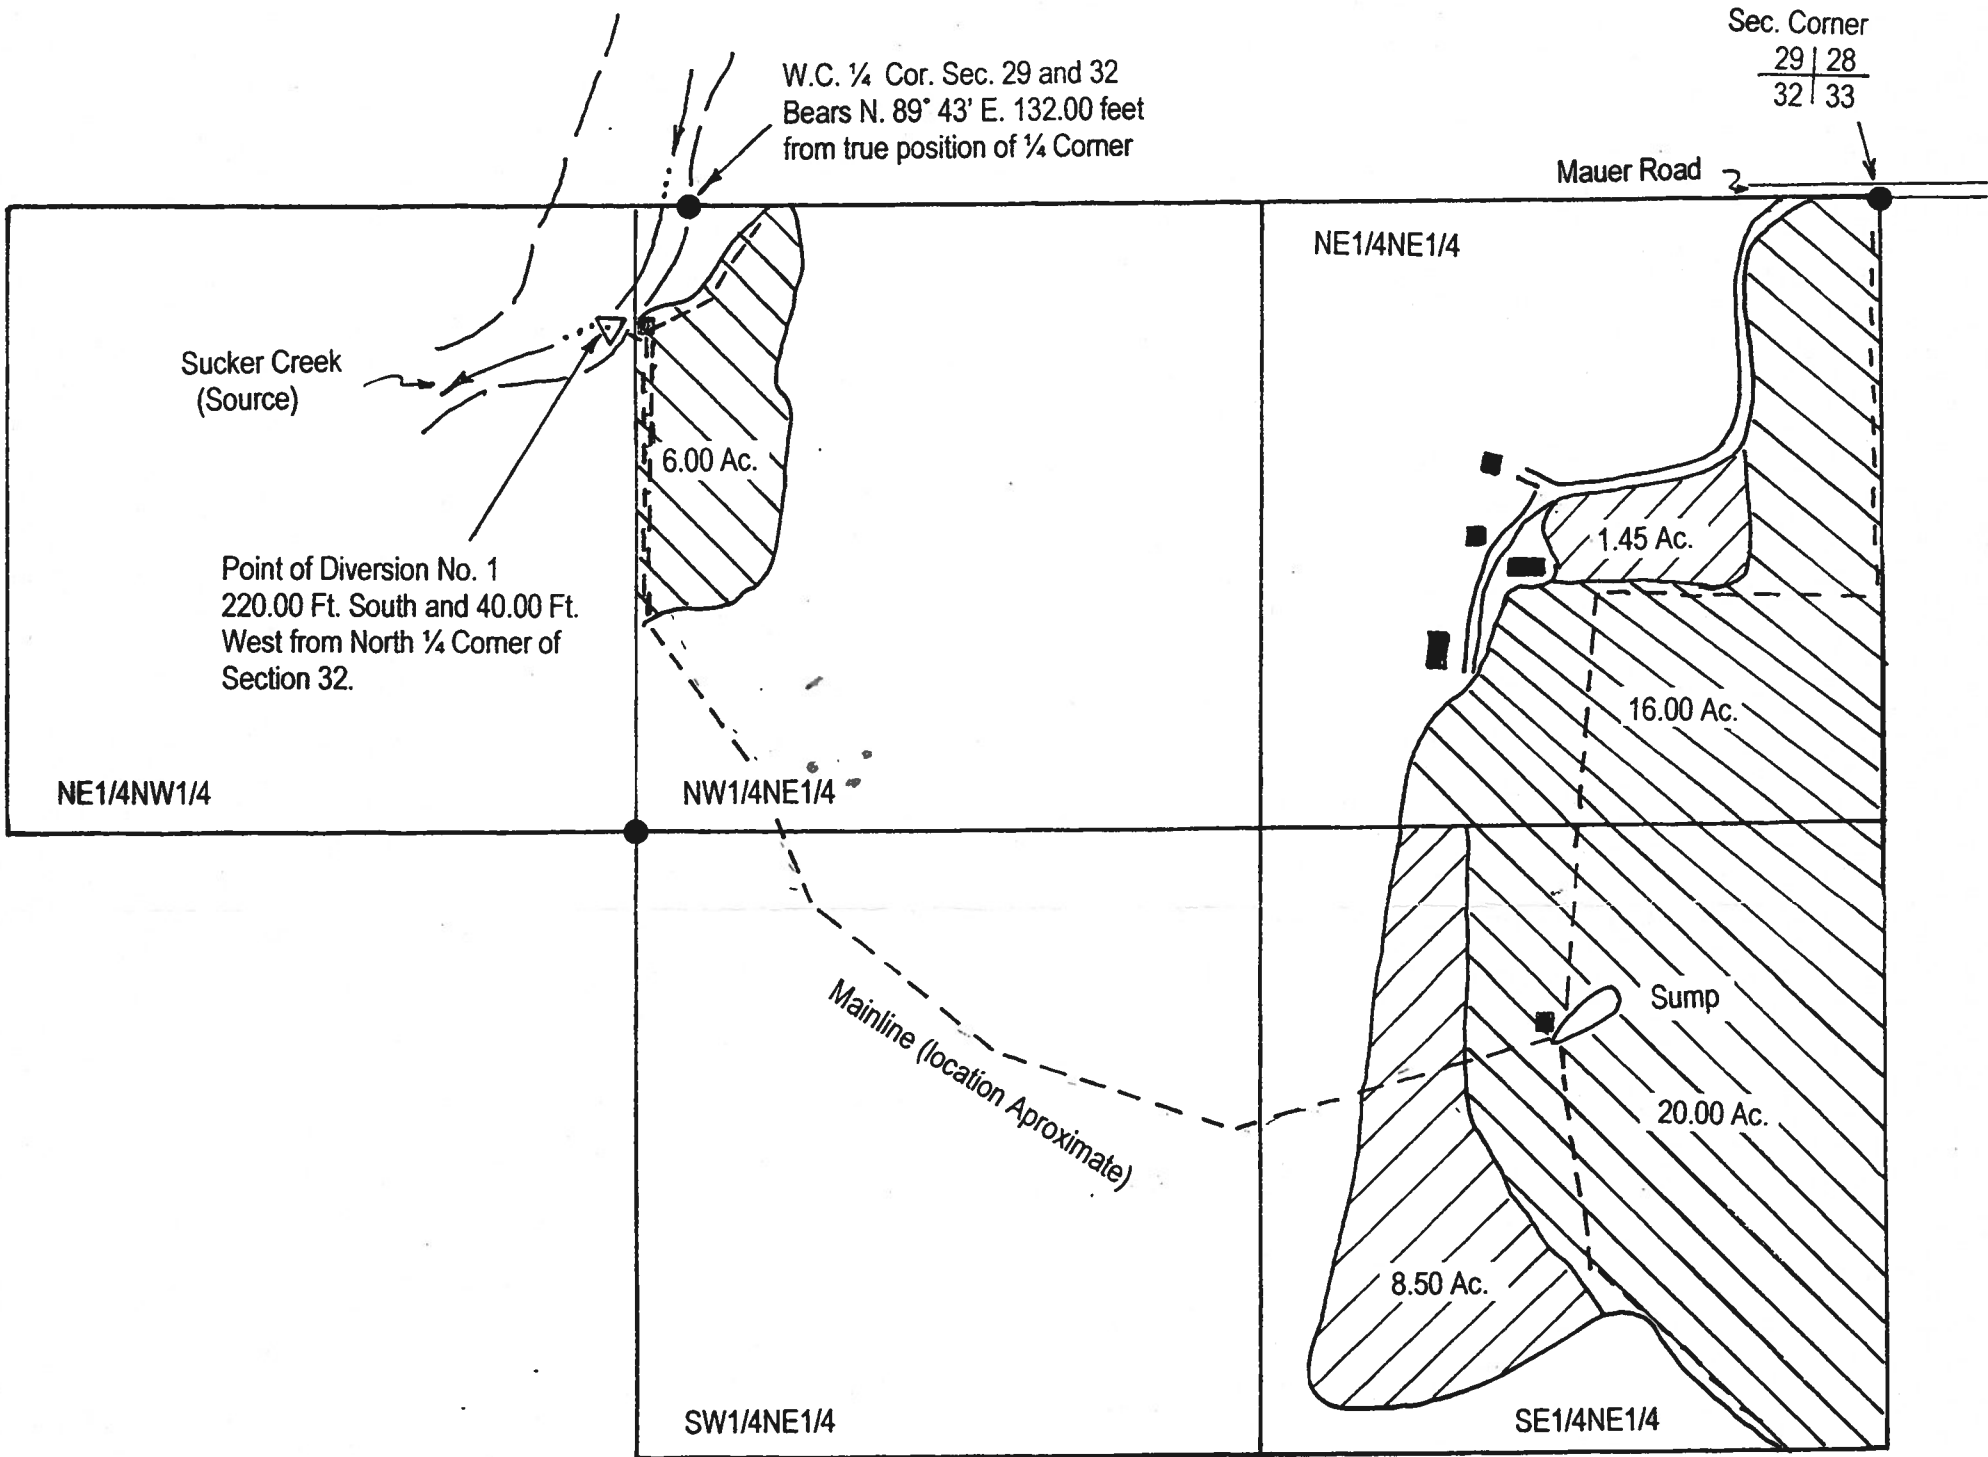 Sec. Corner
29 | 28
32 | 33
W.C. ¼ Cor. Sec. 29 and 32
Bears N. 89° 43' E. 132.00 feet
from true position of ¼ Corner
Mauer Road
NE1/4NE1/4
Sucker Creek
(Source)
6.00 Ac.
1.45 Ac.
Point of Diversion No. 1
220.00 Ft. South and 40.00 Ft.
West from North ¼ Corner of
Section 32.
16.00 Ac.
NE1/4NW1/4
NW1/4NE1/4
Sump
Mainline (location Aproximate)
20.00 Ac.
8.50 Ac.
SW1/4NE1/4
SE1/4NE1/4